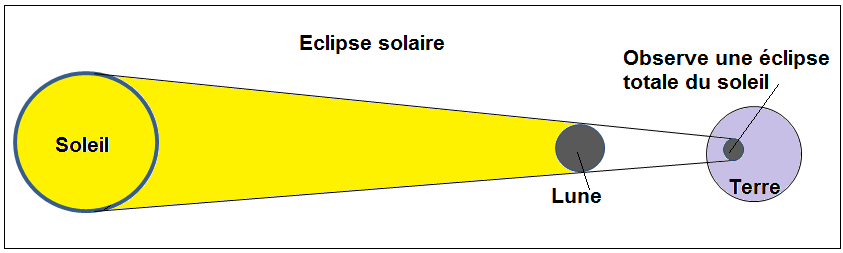 Eclipse solaire
Observe une éclipse
totale du soleil
Soleil
Lune
Terre